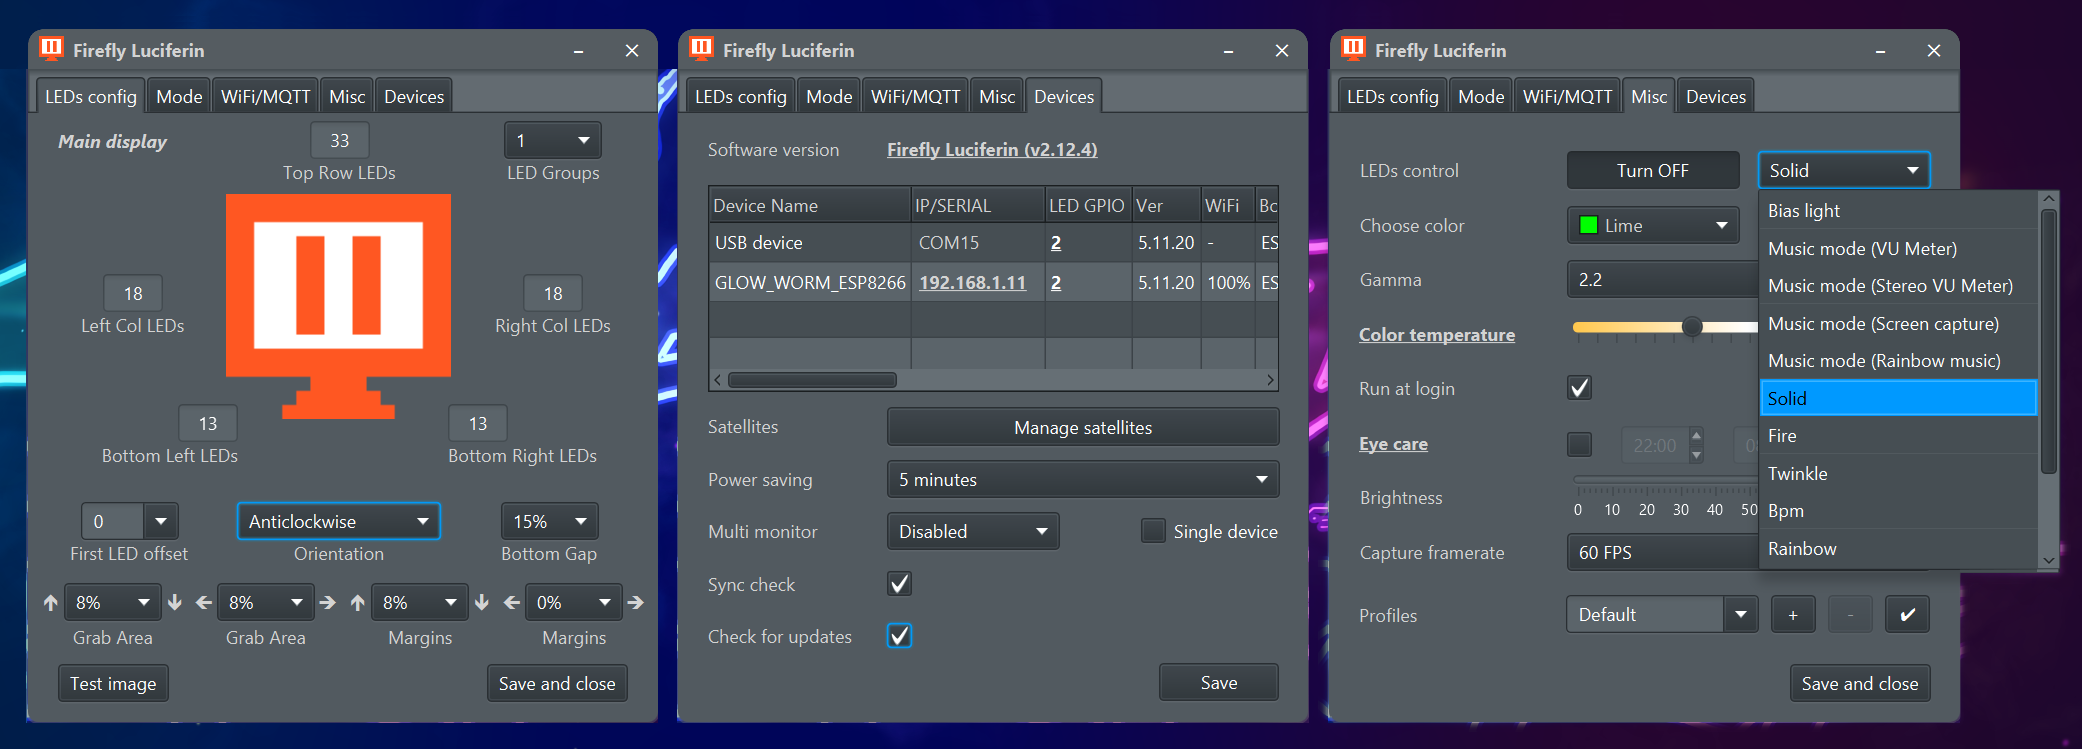 Firefly Luciferin
LEDs config Mode WiFi/MQTT Misc Devices
Main display
33
Top Row LEDs
1
LED Groups
18
Left Col LEDs
18
Right Col LEDs
13
Bottom Left LEDs
13
Bottom Right LEDs
0
First LED offset
Anticlockwise
Orientation
15%
Bottom Gap
8%
Grab Area
8%
Grab Area
8%
Margins
0%
Margins
Test image
Save and close
Firefly Luciferin
LEDs config Mode WiFi/MQTT Misc Devices
Software version Firefly Luciferin (v2.12.4)
Device Name IP/SERIAL LED GPIO Ver WiFi Bc
USB device COM15 2 5.11.20 - ES
GLOW_WORM_ESP8266 192.168.1.11 2 5.11.20 100% ES
Satellites Manage satellites
Power saving 5 minutes
Multi monitor Disabled Single device
Sync check
Check for updates
Save
Firefly Luciferin
LEDs config Mode WiFi/MQTT Misc Devices
LEDs control Turn OFF Solid
Choose color Lime
Gamma 2.2
Color temperature
Run at login
Eye care 22:00
Brightness
0 10 20 30 40 50
Capture framerate 60 FPS
Profiles Default + -
Save and close
Bias light
Music mode (VU Meter)
Music mode (Stereo VU Meter)
Music mode (Screen capture)
Music mode (Rainbow music)
Solid
Fire
Twinkle
Bpm
Rainbow